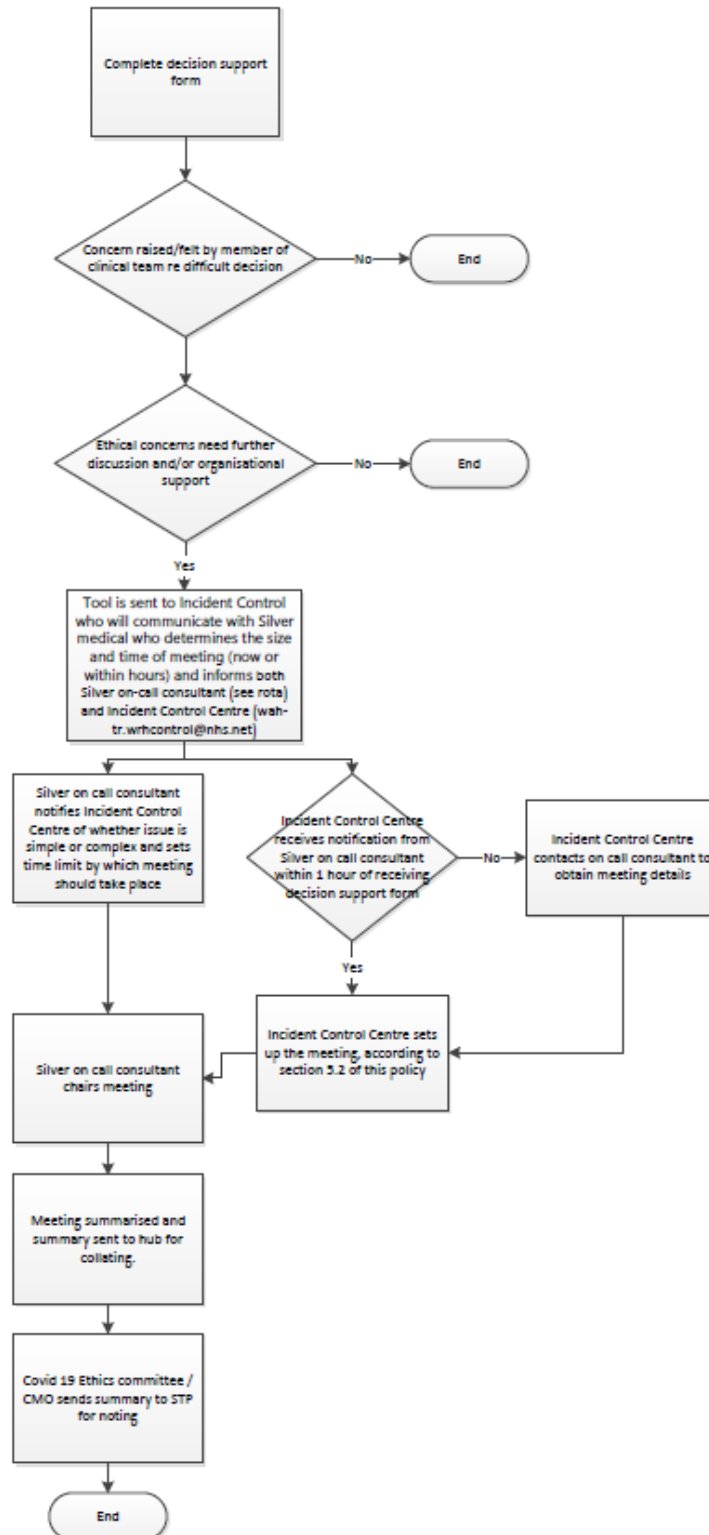 Complete decision support
form
Concern raised/felt by member of
clinical team re difficult decision
No
End
Ethical concerns need further
discussion and/or organisational
support
No
End
Yes
Tool is sent to Incident Control
who will communicate with Silver
medical who determines the size
and time of meeting (now or
within hours) and informs both
Silver on-call consultant (see rota)
and Incident Control Centre (wah-
tr.wrhcontrol@nhs.net)
Silver on call consultant
notifies Incident Control
Centre of whether issue is
simple or complex and sets
time limit by which meeting
should take place
Incident Control Centre
receives notification from
Silver on call consultant
within 1 hour of receiving
decision support form
No
Incident Control Centre
contacts on call consultant to
obtain meeting details
Yes
Incident Control Centre sets
up the meeting, according to
section 5.2 of this policy
Silver on call consultant
chairs meeting
Meeting summarised and
summary sent to hub for
collating.
Covid 19 Ethics committee /
CMO sends summary to STP
for noting
End